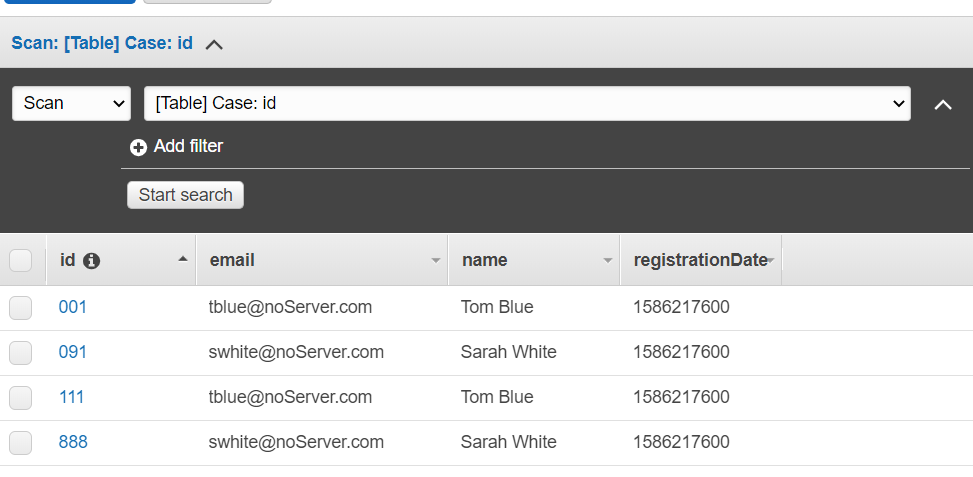 Scan: [Table] Case: id
Scan [Table] Case: id
Add filter
Start search
id email name registrationDate
001 tblue@noServer.com Tom Blue 1586217600
091 swhite@noServer.com Sarah White 1586217600
111 tblue@noServer.com Tom Blue 1586217600
888 swhite@noServer.com Sarah White 1586217600